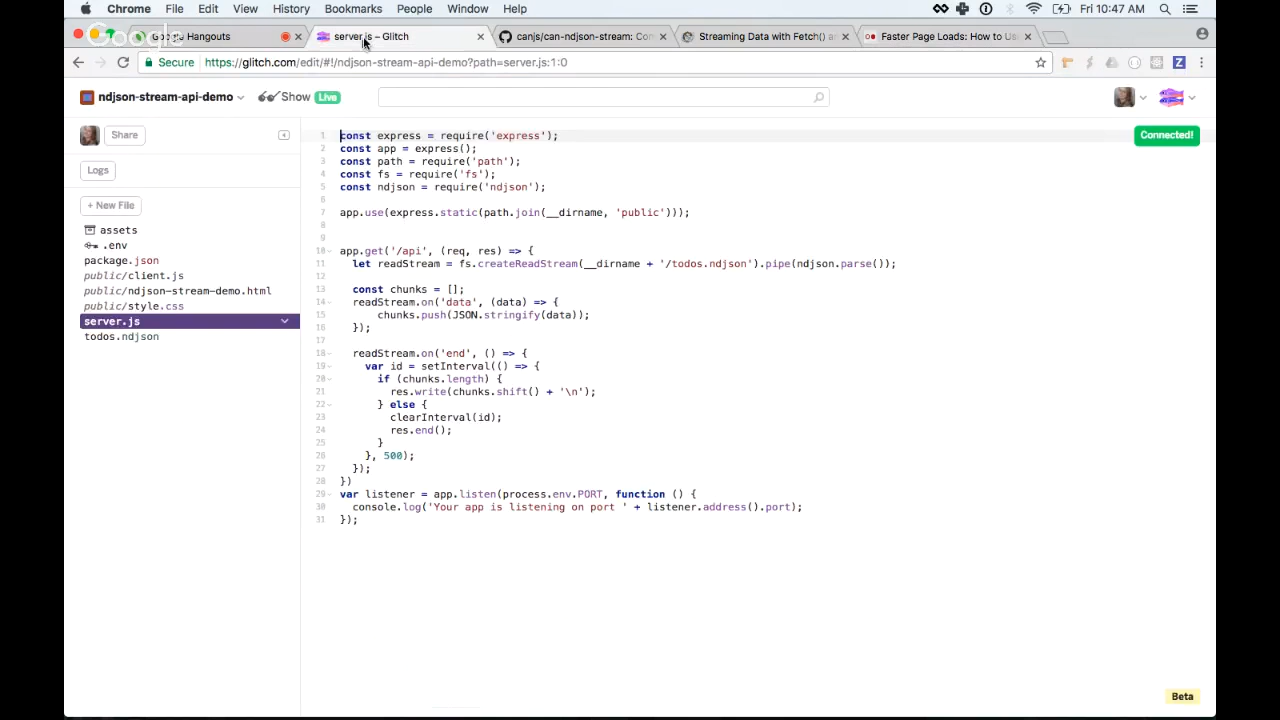 Chrome File Edit View History Bookmarks People Window Help Fri 10:47 AM
Google Hangouts server.js – Glitch canjs/can-ndjson-stream: Con Streaming Data with Fetch() an Faster Page Loads: How to Us
Google
Secure https://glitch.com/edit/#!/ndjson-stream-api-demo?path=server.js:1:0
ndjson-stream-api-demo Show Live
Share
Connected!
Logs
+ New File
assets
.env
package.json
public/client.js
public/ndjson-stream-demo.html
public/style.css
server.js
todos.ndjson
1 const express = require('express');
2 const app = express();
3 const path = require('path');
4 const fs = require('fs');
5 const ndjson = require('ndjson');
6
7 app.use(express.static(path.join(__dirname, 'public')));
8
9
10 app.get('/api', (req, res) => {
11 let readStream = fs.createReadStream(__dirname + '/todos.ndjson').pipe(ndjson.parse());
12
13 const chunks = [];
14 readStream.on('data', (data) => {
15 chunks.push(JSON.stringify(data));
16 });
17
18 readStream.on('end', () => {
19 var id = setInterval(() => {
20 if (chunks.length) {
21 res.write(chunks.shift() + '\n');
22 } else {
23 clearInterval(id);
24 res.end();
25 }
26 }, 500);
27 });
28 })
29 var listener = app.listen(process.env.PORT, function () {
30 console.log('Your app is listening on port ' + listener.address().port);
31 });
Beta